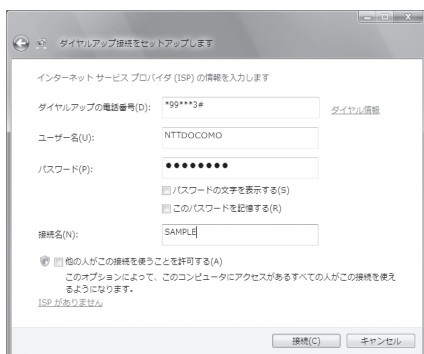 ダイヤルアップ接続をセットアップします
インターネット サービス プロバイダ (ISP) の情報を入力します
ダイヤルアップの電話番号(D): *99***3# ダイヤル情報
ユーザー名(U): NTTDOCOMO
パスワード(P): ●●●●●●●●
パスワードの文字を表示する(S)
このパスワードを記憶する(R)
接続名(N): SAMPLE
他の人がこの接続を使うことを許可する(A)
このオプションによって、このコンピュータにアクセスがあるすべての人がこの接続を使え
るようになります。
ISP がありません
接続(C) キャンセル